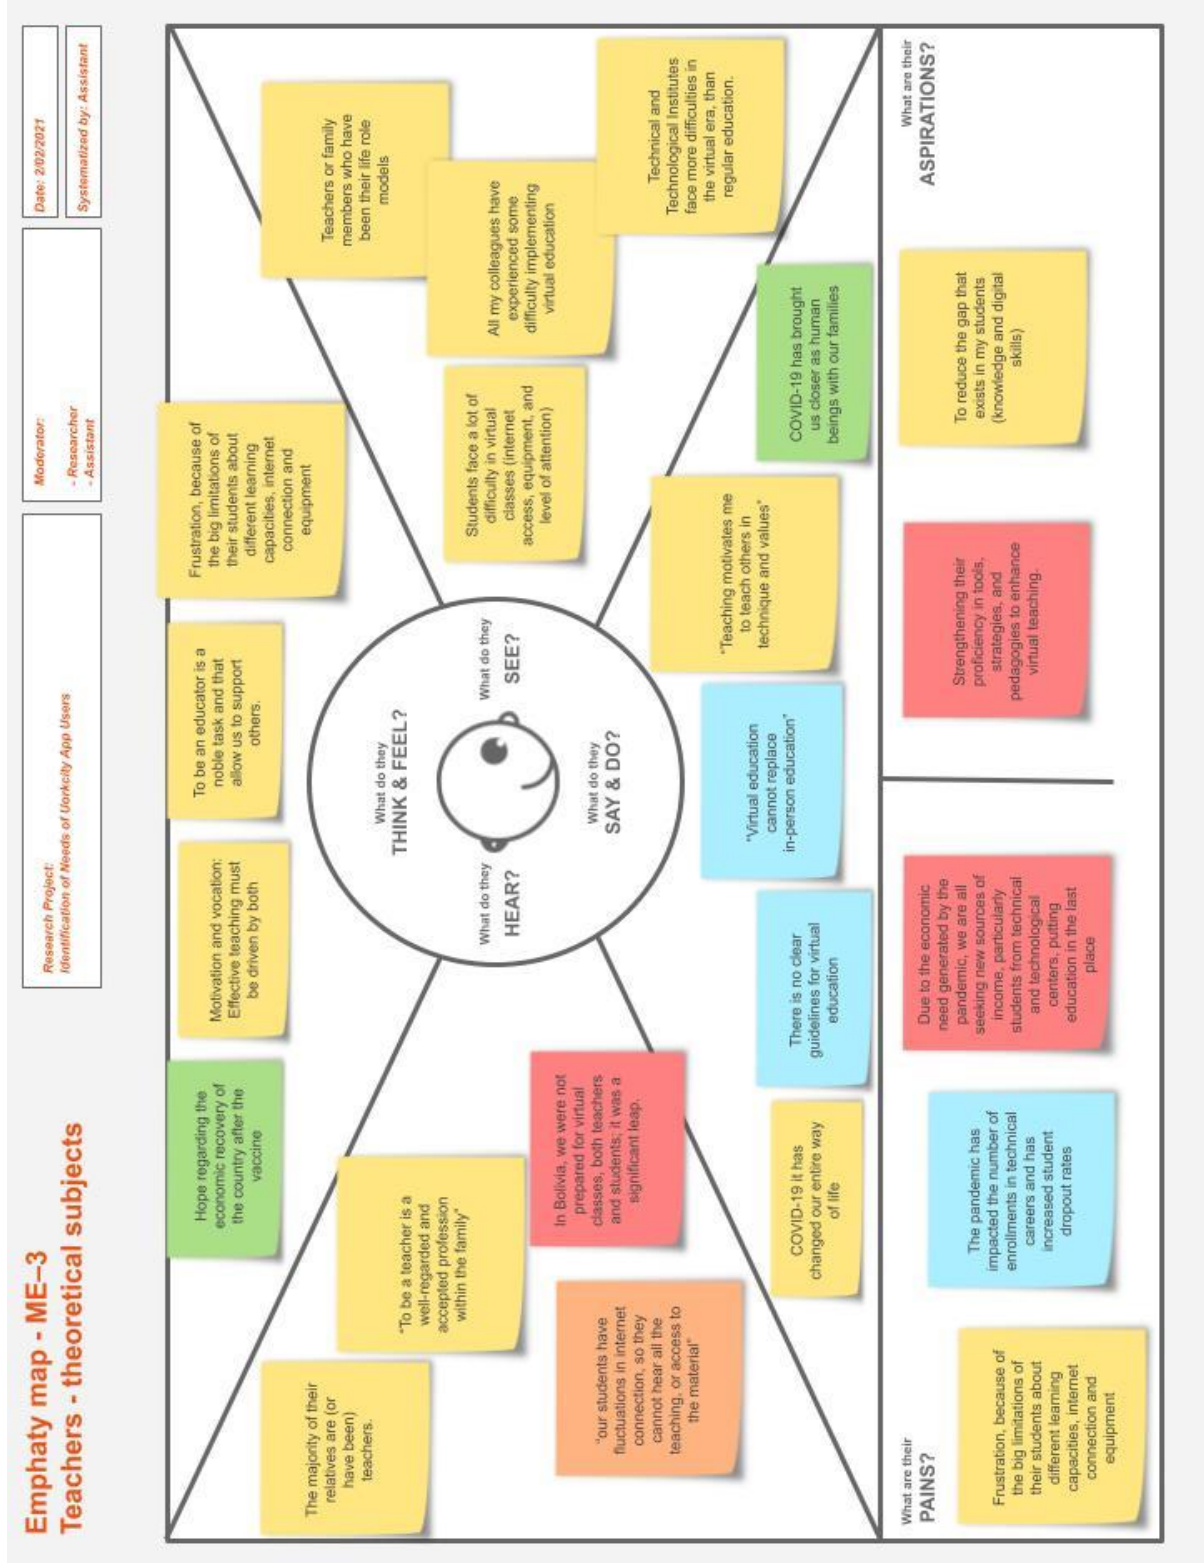 Emphaty map - ME–3
Teachers - theoretical subjects
Research Project:
Identification of Needs of Uorkcity App Users
Moderator:
- Researcher
- Assistant
Date: 2/02/2021
Systematized by: Assistant
What do they
THINK & FEEL?
Hope regarding the
economic recovery of
the country after the
vaccine
Motivation and vocation:
Effective teaching must
be driven by both
To be an educator is a
noble task and that
allow us to support
others.
Frustration, because of
the big limitations of
their students about
different learning
capacities, internet
connection and
equipment
What do they
HEAR?
The majority of their
relatives are (or
have been)
teachers.
"To be a teacher is a
well-regarded and
accepted profession
within the family"
"our students have
fluctuations in internet
connection, so they
cannot hear all the
teaching, or access to
the material"
In Bolivia, we were not
prepared for virtual
classes, both teachers
and students; it was a
significant leap.
What do they
SEE?
Teachers or family
members who have
been their life role
models
All my colleagues have
experienced some
difficulty implementing
virtual education
Students face a lot of
difficulty in virtual
classes (internet
access, equipment, and
level of attention)
Technical and
Technological Institutes
face more difficulties in
the virtual era, than
regular education.
What do they
SAY & DO?
COVID-19 it has
changed our entire way
of life
There is no clear
guidelines for virtual
education
"Virtual education
cannot replace
in-person education"
"Teaching motivates me
to teach others in
technique and values"
COVID-19 has brought
us closer as human
beings with our families
What are their
PAINS?
Frustration, because of
the big limitations of
their students about
different learning
capacities, internet
connection and
equipment
The pandemic has
impacted the number of
enrollments in technical
careers and has
increased student
dropout rates
Due to the economic
need generated by the
pandemic, we are all
seeking new sources of
income, particularly
students from technical
and technological
centers, putting
education in the last
place
What are their
ASPIRATIONS?
Strengthening their
proficiency in tools,
strategies, and
pedagogies to enhance
virtual teaching.
To reduce the gap that
exists in my students
(knowledge and digital
skills)